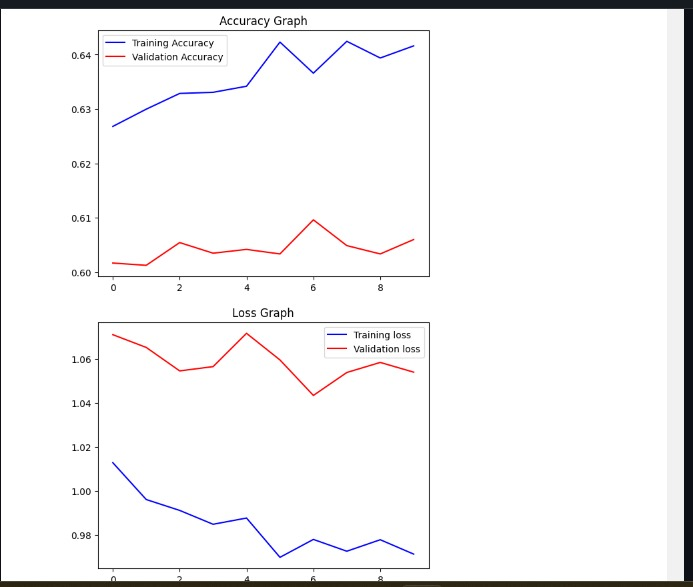 Accuracy Graph
Training Accuracy
Validation Accuracy
0.64
0.63
0.62
0.61
0.60
0 2 4 6 8
Loss Graph
Training loss
Validation loss
1.06
1.04
1.02
1.00
0.98
0 2 4 6 8